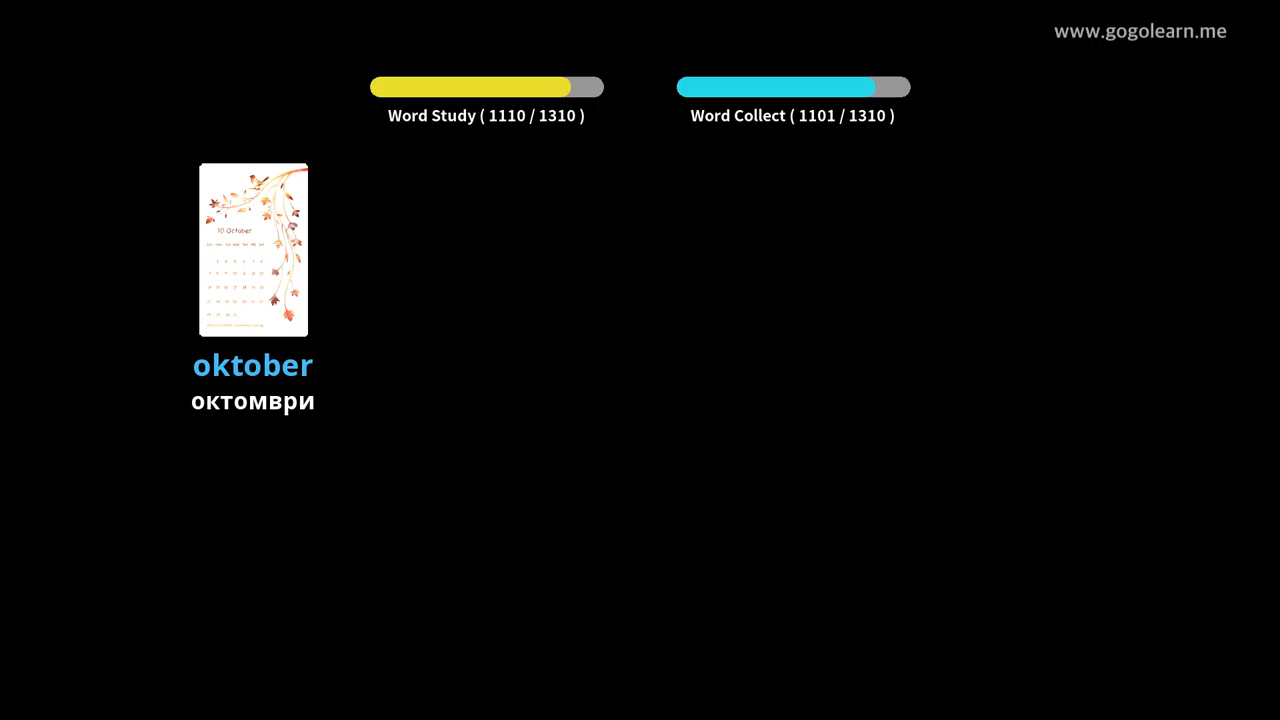 www.gogolearn.me
Word Study ( 1110 / 1310 )
Word Collect ( 1101 / 1310 )
10 October
oktober
октомври